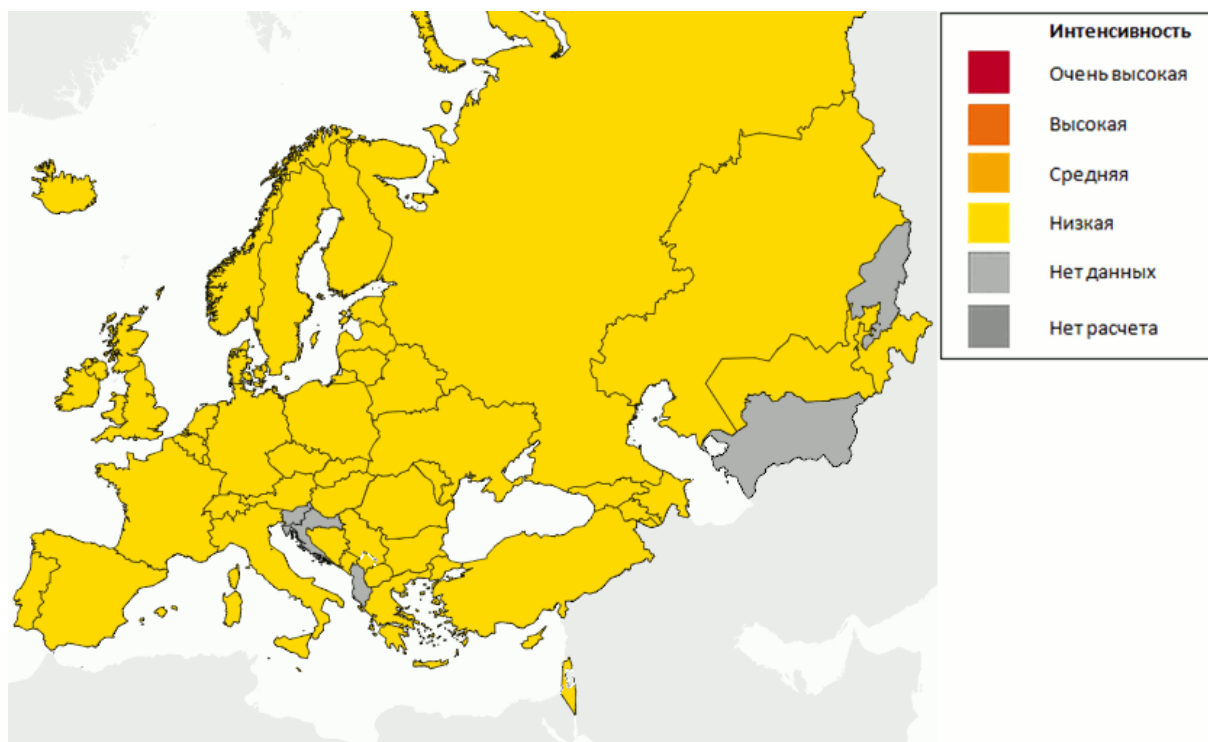 Интенсивность
Очень высокая
Высокая
Средняя
Низкая
Нет данных
Нет расчета